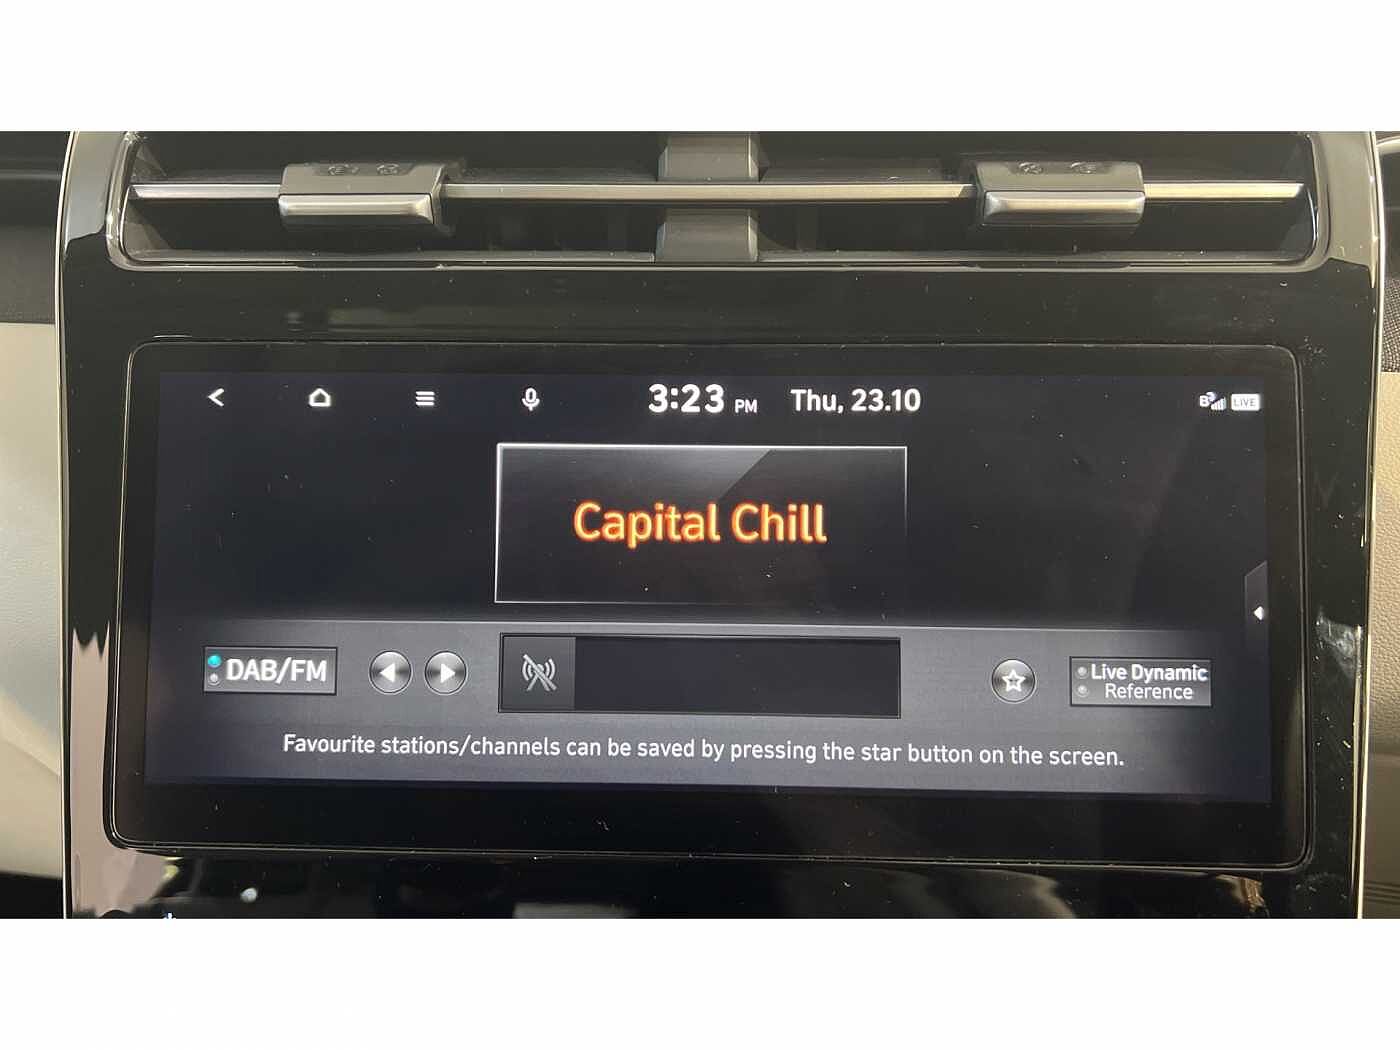 3:23 PM Thu, 23.10 LIVE
Capital Chill
DAB/FM
Live Dynamic
Reference
Favourite stations/channels can be saved by pressing the star button on the screen.